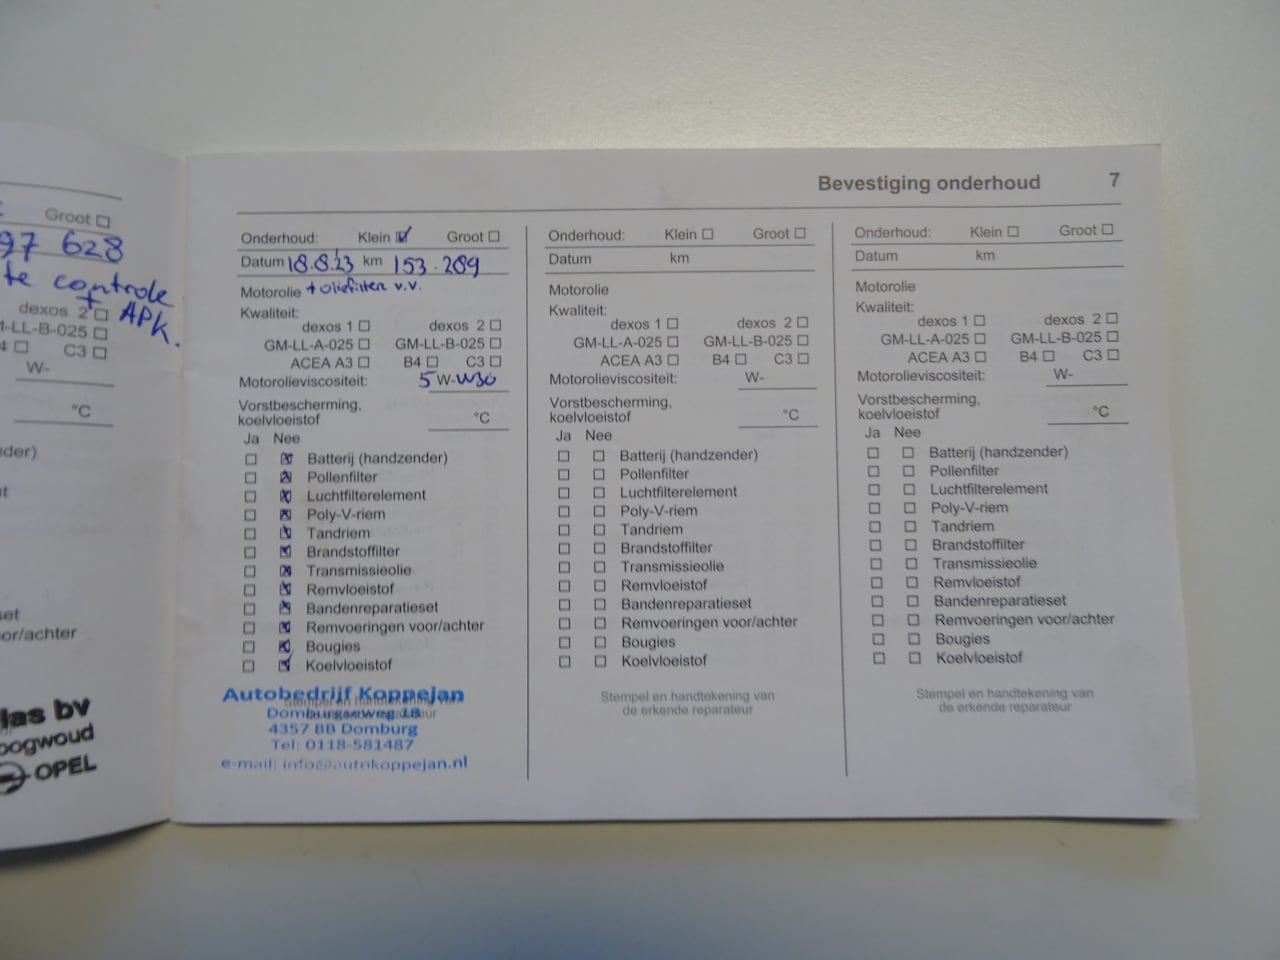 Groot
97 628
te controle
+ APK.
dexos 2
-LL-B-025
4 C3
W-
°C
der)
set
oor/achter
las bv
oogwoud
OPEL
Bevestiging onderhoud 7
Onderhoud: Klein Groot
Datum 18.8.23 km 153.289
Motorolie + oliefilter v.v.
Kwaliteit:
dexos 1 dexos 2
GM-LL-A-025 GM-LL-B-025
ACEA A3 B4 C3
Motorolieviscositeit: 5 W-W30
Vorstbescherming,
koelvloeistof °C
Ja Nee
Batterij (handzender)
Pollenfilter
Luchtfilterelement
Poly-V-riem
Tandriem
Brandstoffilter
Transmissieolie
Remvloeistof
Bandenreparatieset
Remvoeringen voor/achter
Bougies
Koelvloeistof
Autobedrijf Koppejan
Stempel en handtekening van
Domburgseweg 18
4357 BB Domburg
Tel: 0118-581487
e-mail: info@autokoppejan.nl
Onderhoud: Klein Groot
Datum km
Motorolie
Kwaliteit:
dexos 1 dexos 2
GM-LL-A-025 GM-LL-B-025
ACEA A3 B4 C3
Motorolieviscositeit: W-
Vorstbescherming,
koelvloeistof °C
Ja Nee
Batterij (handzender)
Pollenfilter
Luchtfilterelement
Poly-V-riem
Tandriem
Brandstoffilter
Transmissieolie
Remvloeistof
Bandenreparatieset
Remvoeringen voor/achter
Bougies
Koelvloeistof
Stempel en handtekening van
de erkende reparateur
Onderhoud: Klein Groot
Datum km
Motorolie
Kwaliteit:
dexos 1 dexos 2
GM-LL-A-025 GM-LL-B-025
ACEA A3 B4 C3
Motorolieviscositeit: W-
Vorstbescherming,
koelvloeistof °C
Ja Nee
Batterij (handzender)
Pollenfilter
Luchtfilterelement
Poly-V-riem
Tandriem
Brandstoffilter
Transmissieolie
Remvloeistof
Bandenreparatieset
Remvoeringen voor/achter
Bougies
Koelvloeistof
Stempel en handtekening van
de erkende reparateur